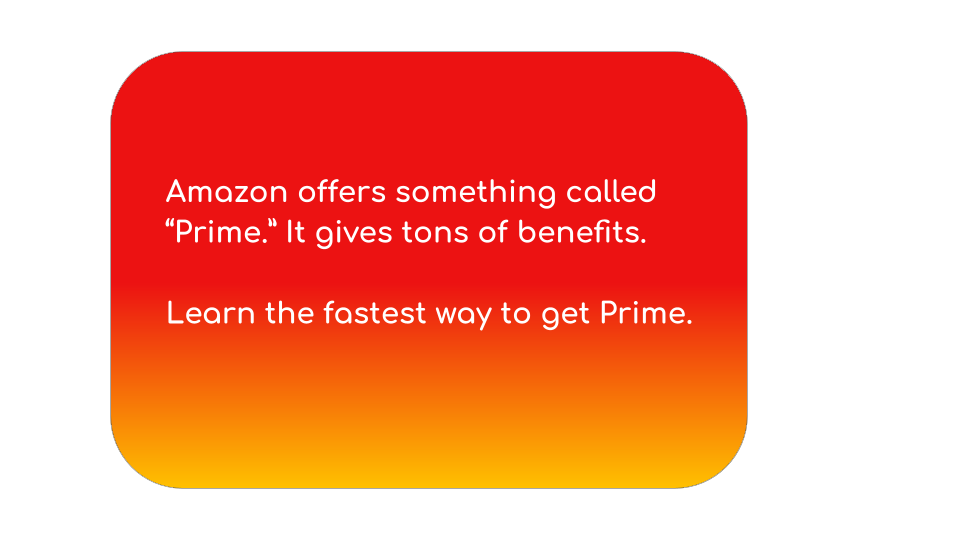 Amazon offers something called
“Prime.” It gives tons of benefits.
Learn the fastest way to get Prime.